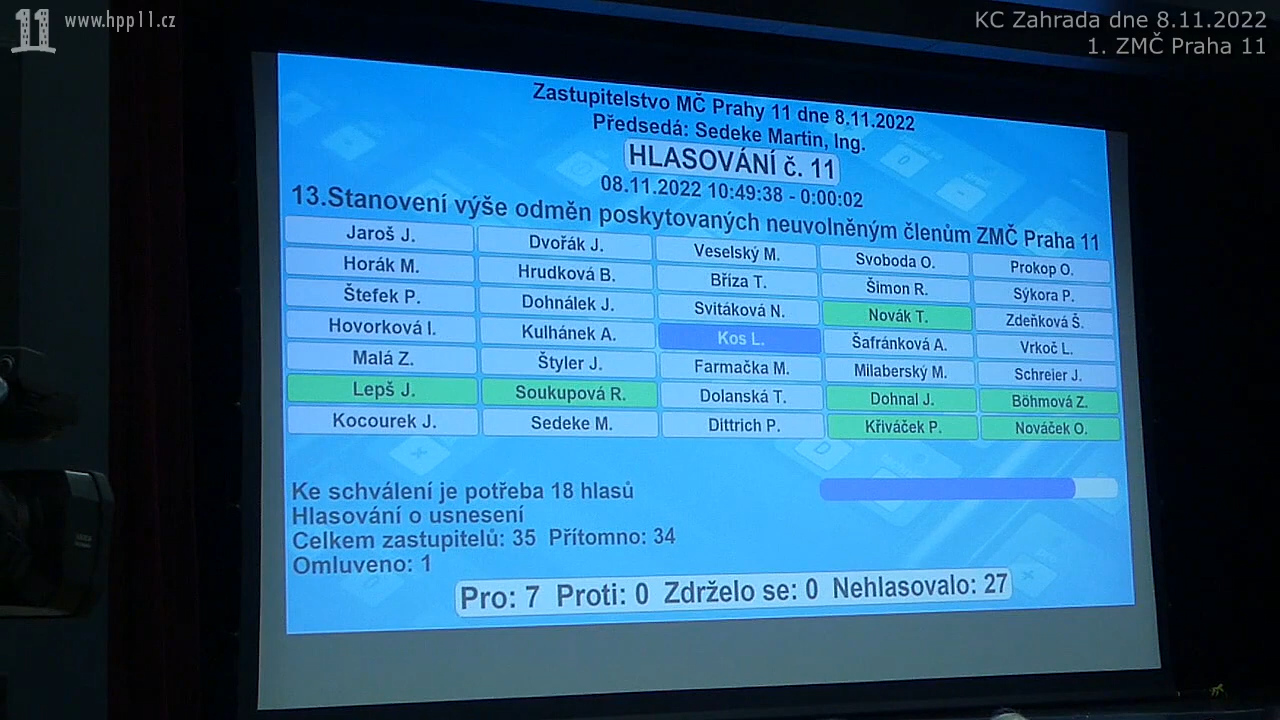 11 www.hpp11.cz
KC Zahrada dne 8.11.2022
1. ZMČ Praha 11
Zastupitelstvo MČ Prahy 11 dne 8.11.2022
Předsedá: Sedeke Martin, Ing.
HLASOVÁNÍ č. 11
08.11.2022 10:49:38 - 0:00:02
13.Stanovení výše odměn poskytovaných neuvolněným členům ZMČ Praha 11
Jaroš J. Dvořák J. Veselský M. Svoboda O. Prokop O.
Horák M. Hrudková B. Bříza T. Šimon R. Sýkora P.
Štefek P. Dohnálek J. Svitáková N. Novák T. Zdeňková Š.
Hovorková I. Kulhánek A. Kos L. Šafránková A. Vrkoč L.
Malá Z. Štyler J. Farmačka M. Milaberský M. Schreier J.
Lepš J. Soukupová R. Dolanská T. Dohnal J. Böhmová Z.
Kocourek J. Sedeke M. Dittrich P. Křiváček P. Nováček O.
Ke schválení je potřeba 18 hlasů
Hlasování o usnesení
Celkem zastupitelů: 35 Přítomno: 34
Omluveno: 1
Pro: 7 Proti: 0 Zdrželo se: 0 Nehlasovalo: 27